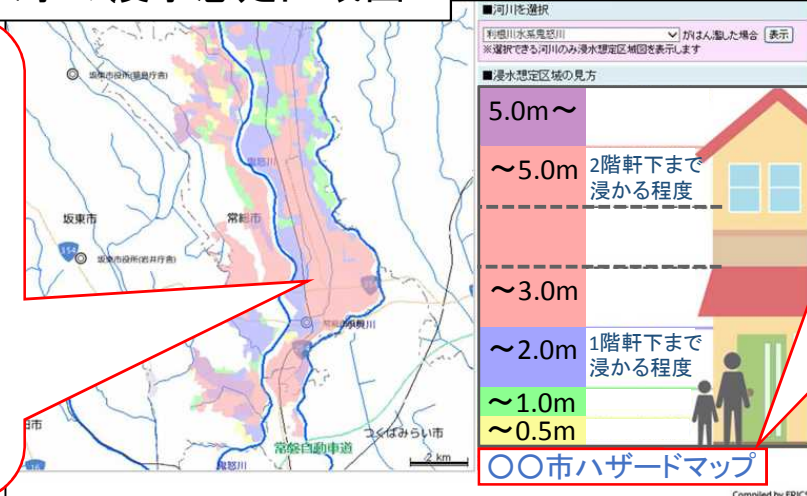 ■河川を選択
利根川水系鬼怒川 がはん濫した場合 表示
※選択できる河川のみ浸水想定区域図を表示します
■浸水想定区域の見方
5.0m～
～5.0m
2階軒下まで
浸かる程度
～3.0m
～2.0m
1階軒下まで
浸かる程度
～1.0m
～0.5m
〇〇市ハザードマップ
坂東市役所(猿島庁舎)
鬼怒川
坂東市
常総市
354
坂東市役所(岩井庁舎)
つくばみらい市
常磐自動車道
2 km
鬼怒川